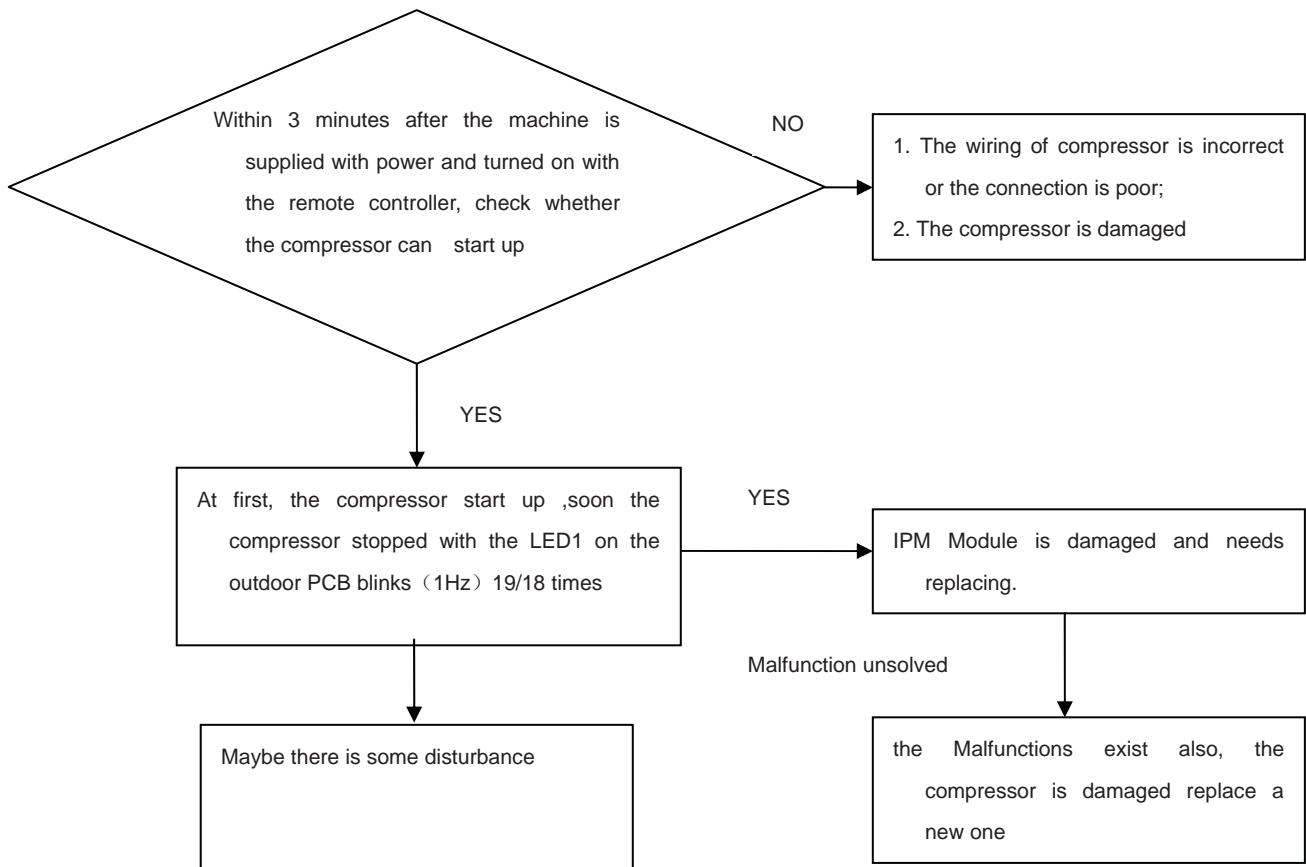 Within 3 minutes after the machine is
supplied with power and turned on with
the remote controller, check whether
the compressor can start up
NO
1. The wiring of compressor is incorrect
or the connection is poor;
2. The compressor is damaged
YES
At first, the compressor start up ,soon the
compressor stopped with the LED1 on the
outdoor PCB blinks（1Hz）19/18 times
YES
IPM Module is damaged and needs
replacing.
Malfunction unsolved
Maybe there is some disturbance
the Malfunctions exist also, the
compressor is damaged replace a
new one